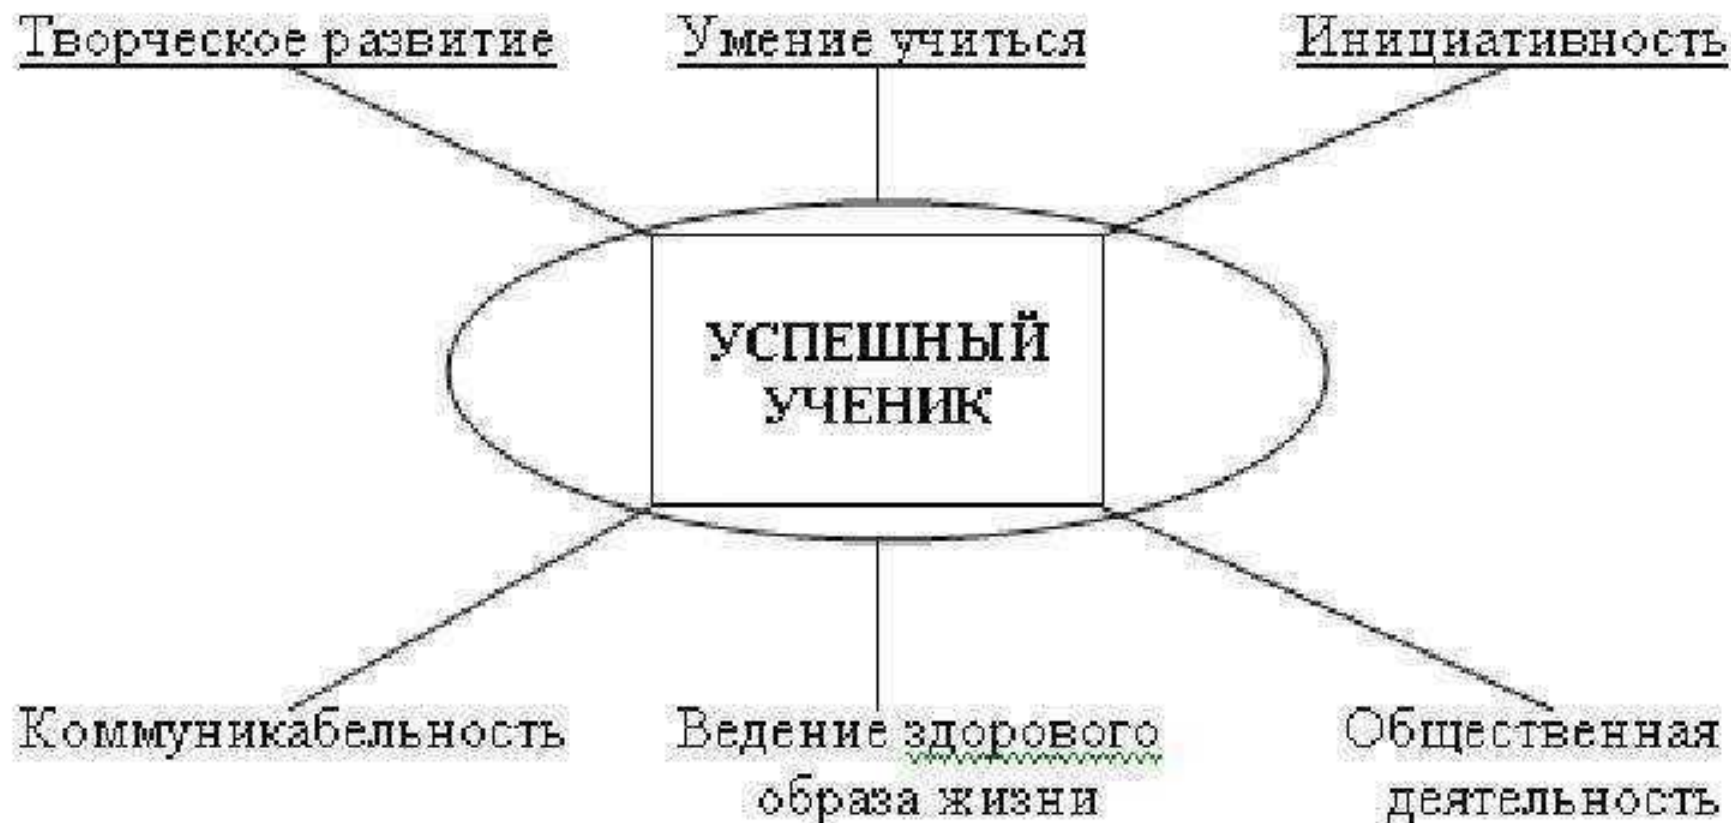 Творческое развитие
Умение учиться
Инициативность
УСПЕШНЫЙ
УЧЕНИК
Коммуникабельность
Ведение здорового
образа жизни
Общественная
деятельность